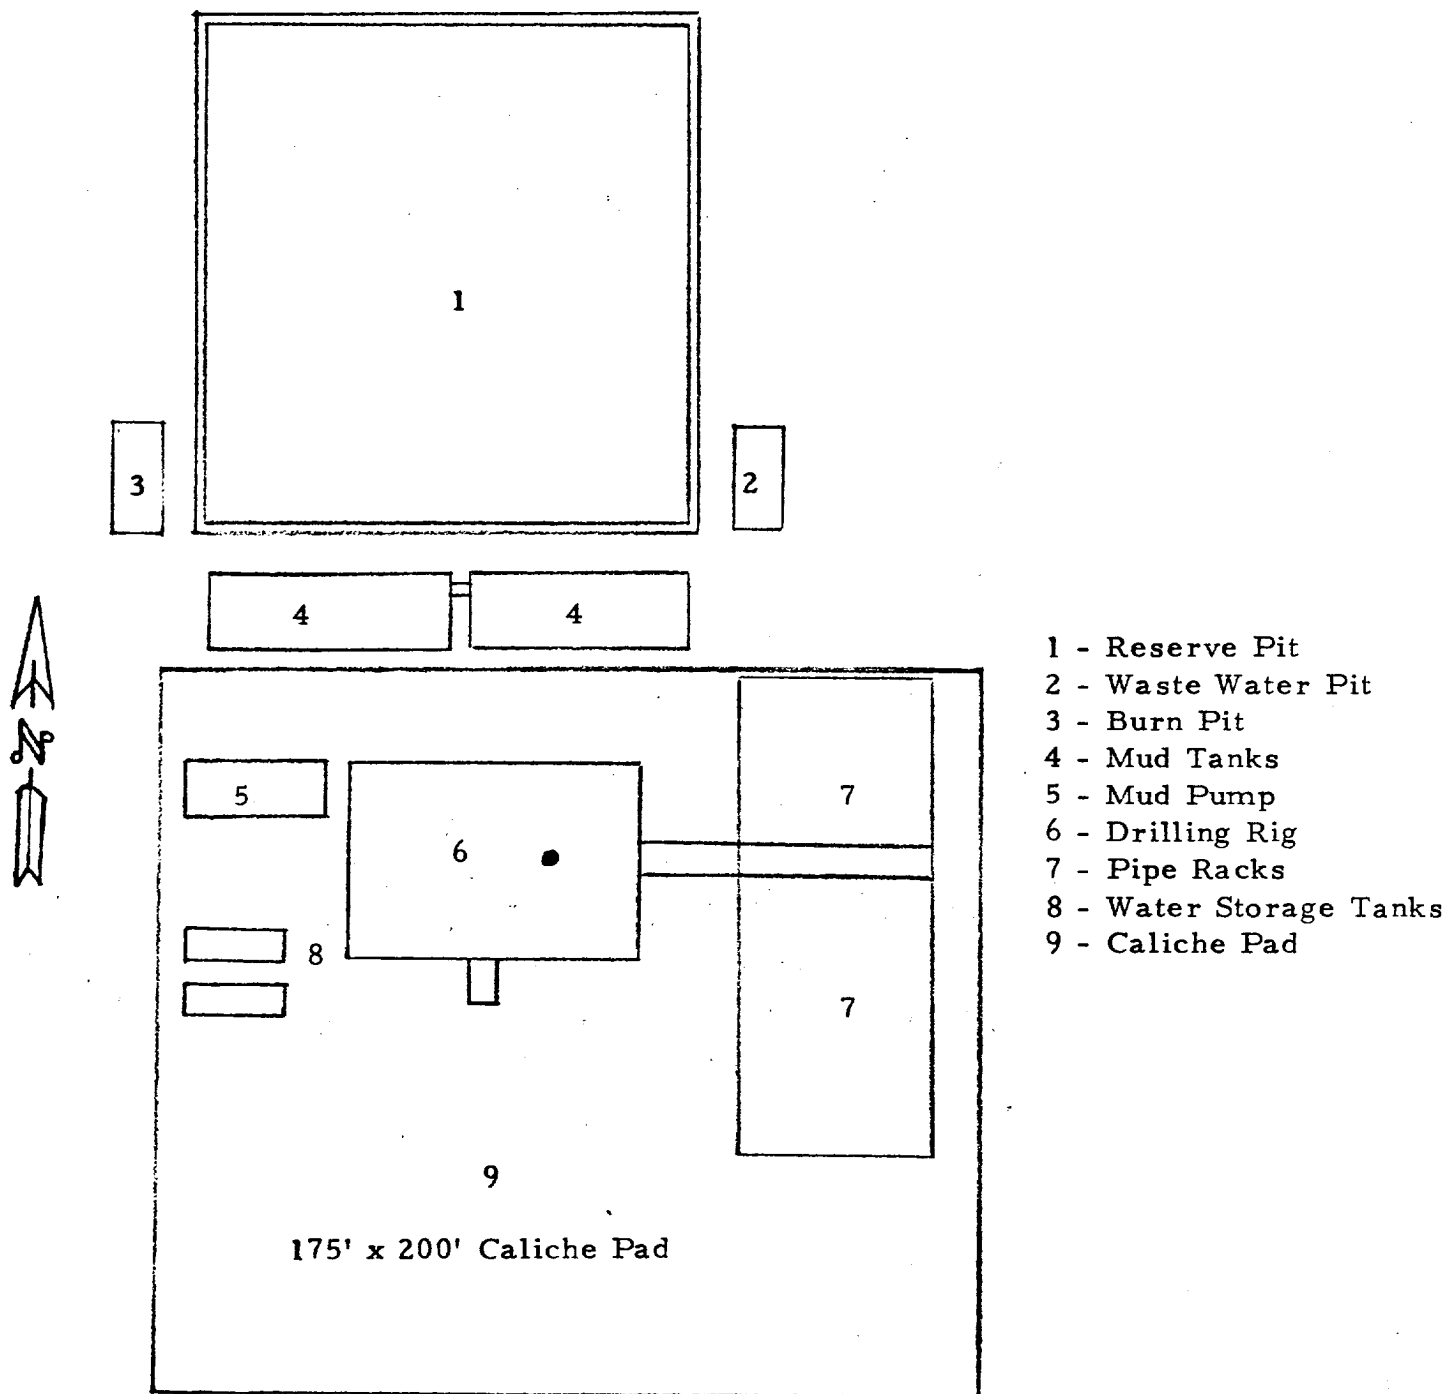 1
3
2
4 4
N
5
6
7
8
7
9
175' x 200' Caliche Pad
1 - Reserve Pit
2 - Waste Water Pit
3 - Burn Pit
4 - Mud Tanks
5 - Mud Pump
6 - Drilling Rig
7 - Pipe Racks
8 - Water Storage Tanks
9 - Caliche Pad